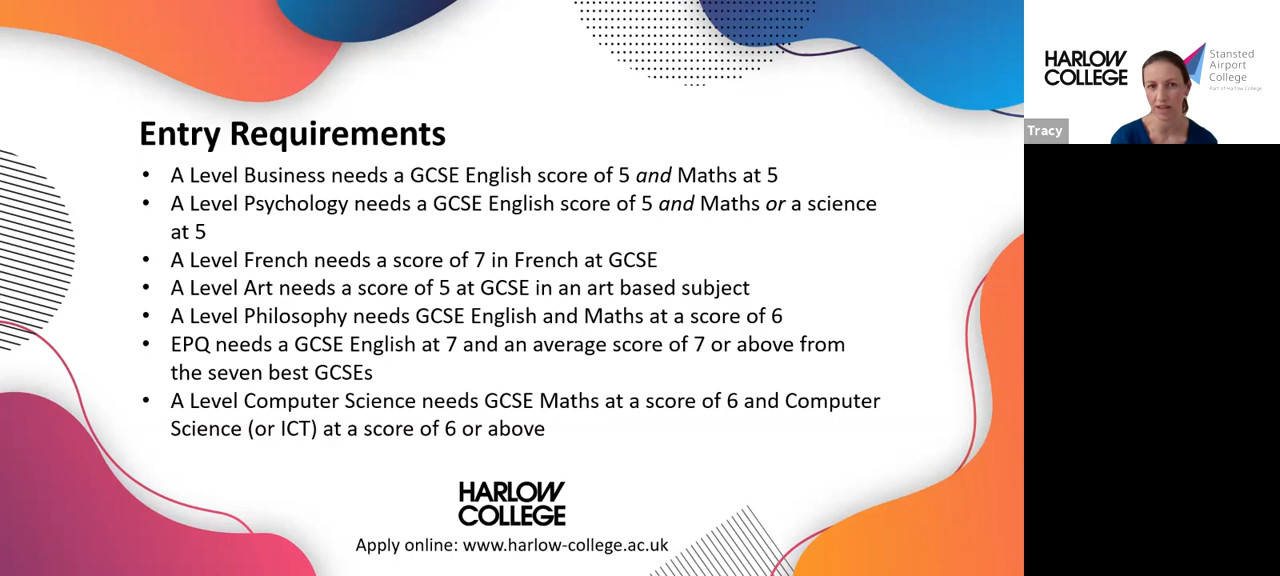 Entry Requirements
• A Level Business needs a GCSE English score of 5 and Maths at 5
• A Level Psychology needs a GCSE English score of 5 and Maths or a science
at 5
• A Level French needs a score of 7 in French at GCSE
• A Level Art needs a score of 5 at GCSE in an art based subject
• A Level Philosophy needs GCSE English and Maths at a score of 6
• EPQ needs a GCSE English at 7 and an average score of 7 or above from
the seven best GCSEs
• A Level Computer Science needs GCSE Maths at a score of 6 and Computer
Science (or ICT) at a score of 6 or above
HARLOW
COLLEGE
Apply online: www.harlow-college.ac.uk
HARLOW
COLLEGE
Stansted
Airport
College
Part of Harlow College
Tracy